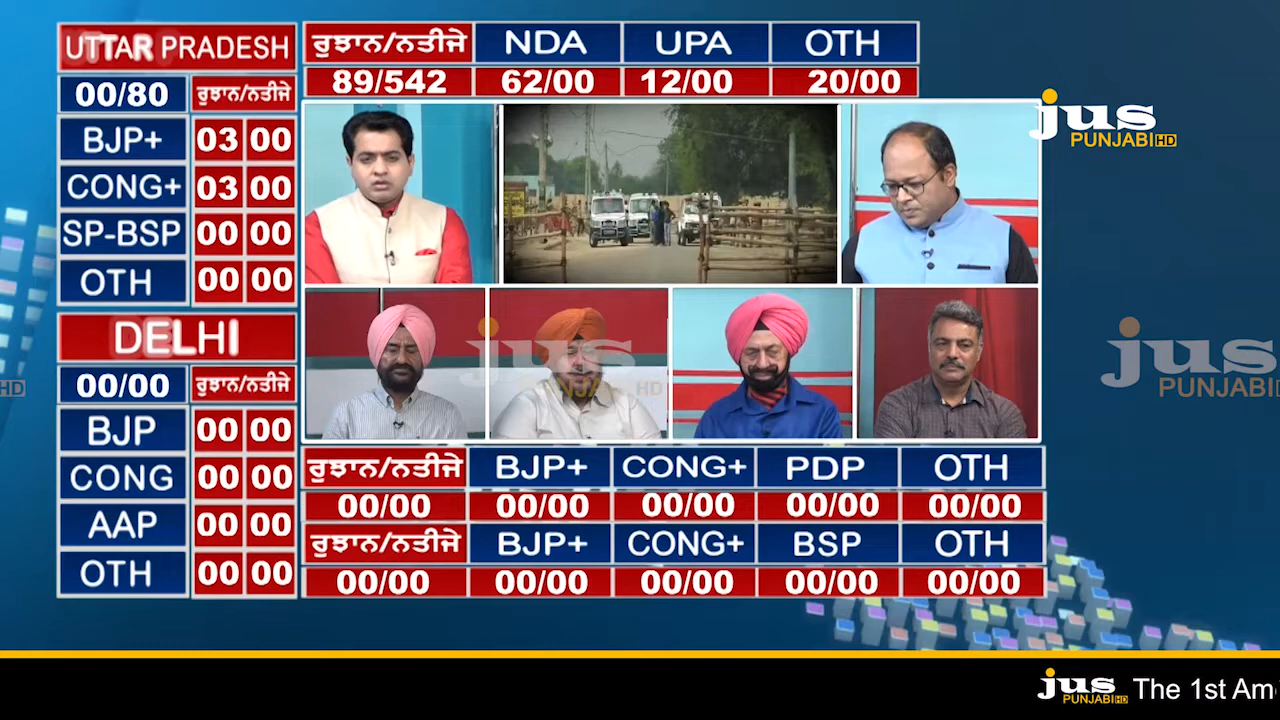 UTTAR PRADESH
00/80 ਰੁਝਾਨ/ਨਤੀਜੇ
BJP+ 03 00
CONG+ 03 00
SP-BSP 00 00
OTH 00 00
DELHI
00/00 ਰੁਝਾਨ/ਨਤੀਜੇ
BJP 00 00
CONG 00 00
AAP 00 00
OTH 00 00
ਰੁਝਾਨ/ਨਤੀਜੇ NDA UPA OTH
89/542 62/00 12/00 20/00
jus
PUNJABI HD
jus
PUNJABI HD
jus
PUNJABI
HD
ਰੁਝਾਨ/ਨਤੀਜੇ BJP+ CONG+ PDP OTH
00/00 00/00 00/00 00/00 00/00
ਰੁਝਾਨ/ਨਤੀਜੇ BJP+ CONG+ BSP OTH
00/00 00/00 00/00 00/00 00/00
jus PUNJABI HD The 1st Am